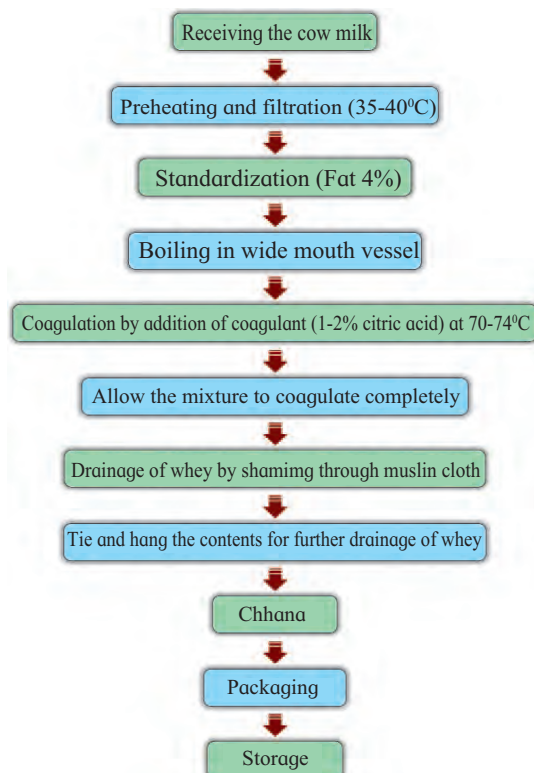 Receiving the cow milk
Preheating and filtration (35-40⁰C)
Standardization (Fat 4%)
Boiling in wide mouth vessel
Coagulation by addition of coagulant (1-2% citric acid) at 70-74⁰C
Allow the mixture to coagulate completely
Drainage of whey by shamimg through muslin cloth
Tie and hang the contents for further drainage of whey
Chhana
Packaging
Storage